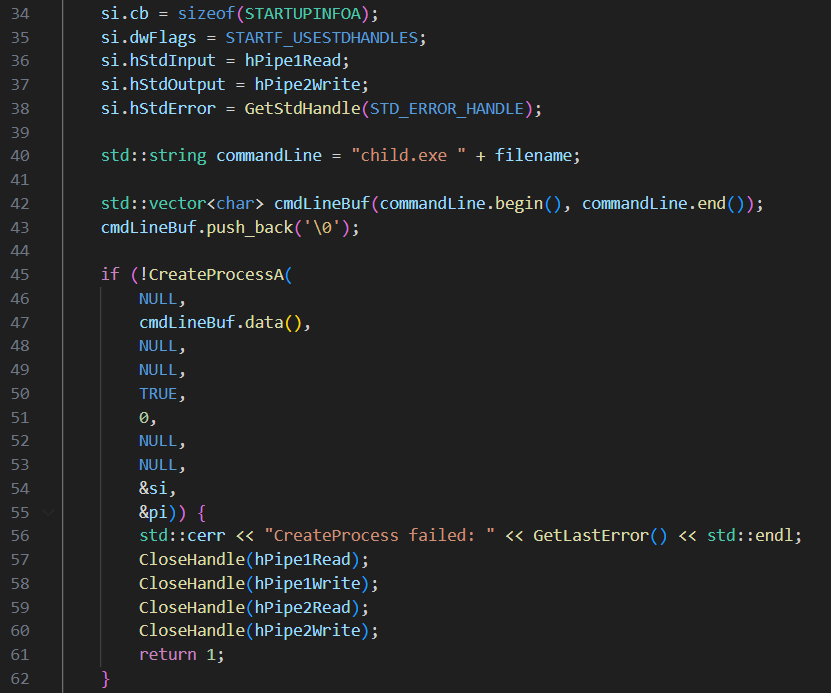 34 si.cb = sizeof(STARTUPINFOA);
35 si.dwFlags = STARTF_USESTDHANDLES;
36 si.hStdInput = hPipe1Read;
37 si.hStdOutput = hPipe2Write;
38 si.hStdError = GetStdHandle(STD_ERROR_HANDLE);
39
40 std::string commandLine = "child.exe " + filename;
41
42 std::vector<char> cmdLineBuf(commandLine.begin(), commandLine.end());
43 cmdLineBuf.push_back('\0');
44
45 if (!CreateProcessA(
46 NULL,
47 cmdLineBuf.data(),
48 NULL,
49 NULL,
50 TRUE,
51 0,
52 NULL,
53 NULL,
54 &si,
55 &pi)) {
56 std::cerr << "CreateProcess failed: " << GetLastError() << std::endl;
57 CloseHandle(hPipe1Read);
58 CloseHandle(hPipe1Write);
59 CloseHandle(hPipe2Read);
60 CloseHandle(hPipe2Write);
61 return 1;
62 }